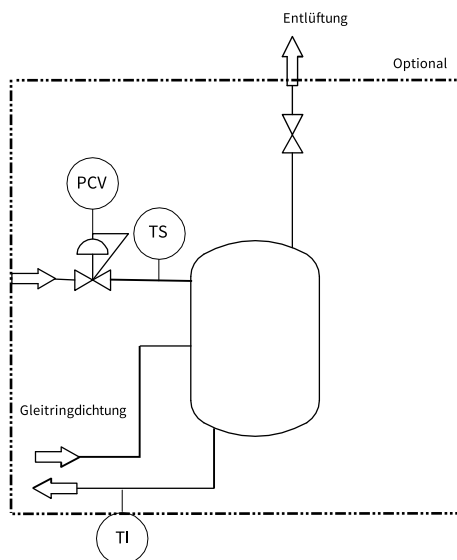 Entlüftung
Optional
PCV
TS
Gleitringdichtung
TI